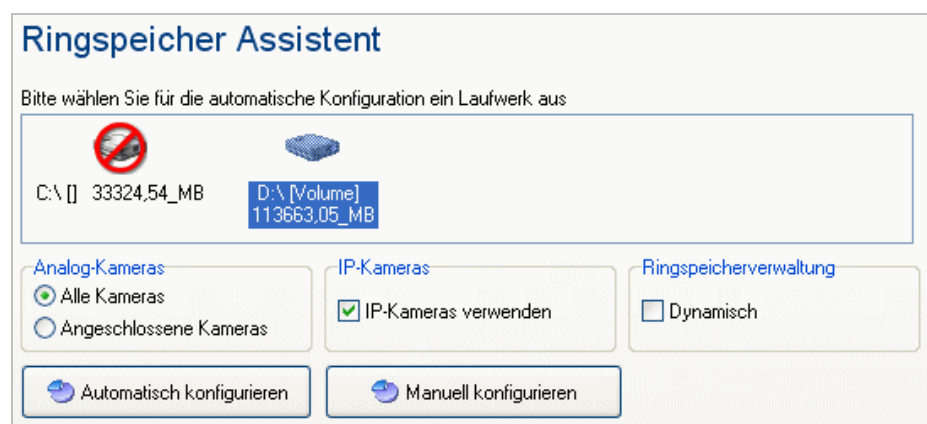 Ringspeicher Assistent
Bitte wählen Sie für die automatische Konfiguration ein Laufwerk aus
C:\ [] 33324,54_MB
D:\ [Volume]
113663,05_MB
Analog-Kameras
Alle Kameras
Angeschlossene Kameras
IP-Kameras
IP-Kameras verwenden
Ringspeicherverwaltung
Dynamisch
Automatisch konfigurieren
Manuell konfigurieren